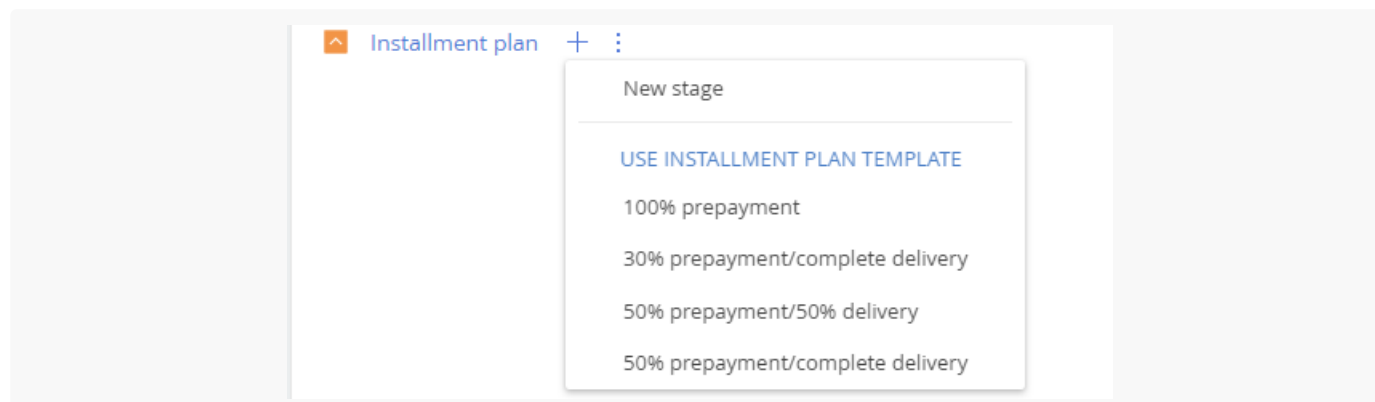 Installment plan
New stage
USE INSTALLMENT PLAN TEMPLATE
100% prepayment
30% prepayment/complete delivery
50% prepayment/50% delivery
50% prepayment/complete delivery